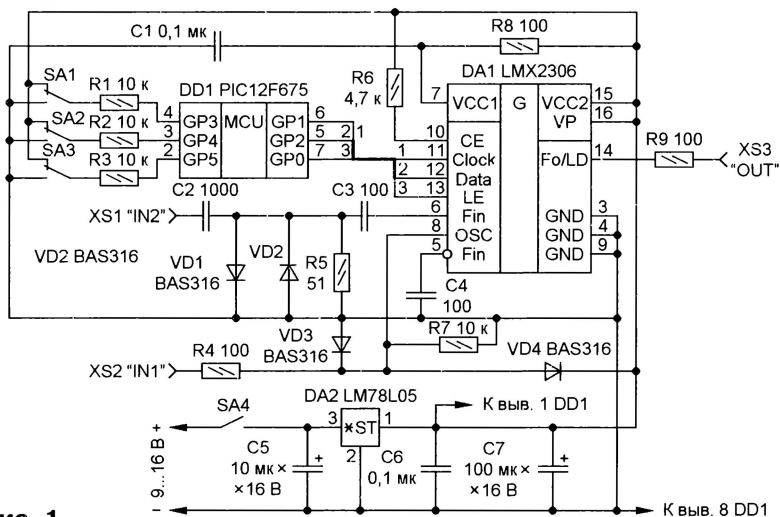 C1 0,1 мк
R8 100
SA1
R1 10 к
DD1 PIC12F675
R6
4,7 к
DA1 LMX2306
7
VCC1
G
VCC2
15
VP
16
SA2
R2 10 к
4
GP3
MCU
GP1
6
3
GP4
GP2
5
2
1
SA3
R3 10 к
2
GP5
GP0
7
3
10
CE
1
11
Clock
2
12
Data
3
13
LE
Fo/LD
14
R9 100
XS3
"OUT"
C2 1000
C3 100
6
Fin
GND
3
8
OSC
GND
4
5
Fin
GND
9
XS1 "IN2"
VD2 BAS316
VD1
BAS316
VD2
R5
51
C4
100
R7 10 к
VD3
BAS316
VD4 BAS316
XS2 "IN1"
R4 100
DA2 LM78L05
SA4
3
*ST
1
К выв. 1 DD1
2
9...16 В
+
−
C5
10 мк ×
×16 В
+
C6
0,1 мк
C7
100 мк ×
×16 В
+
К выв. 8 DD1